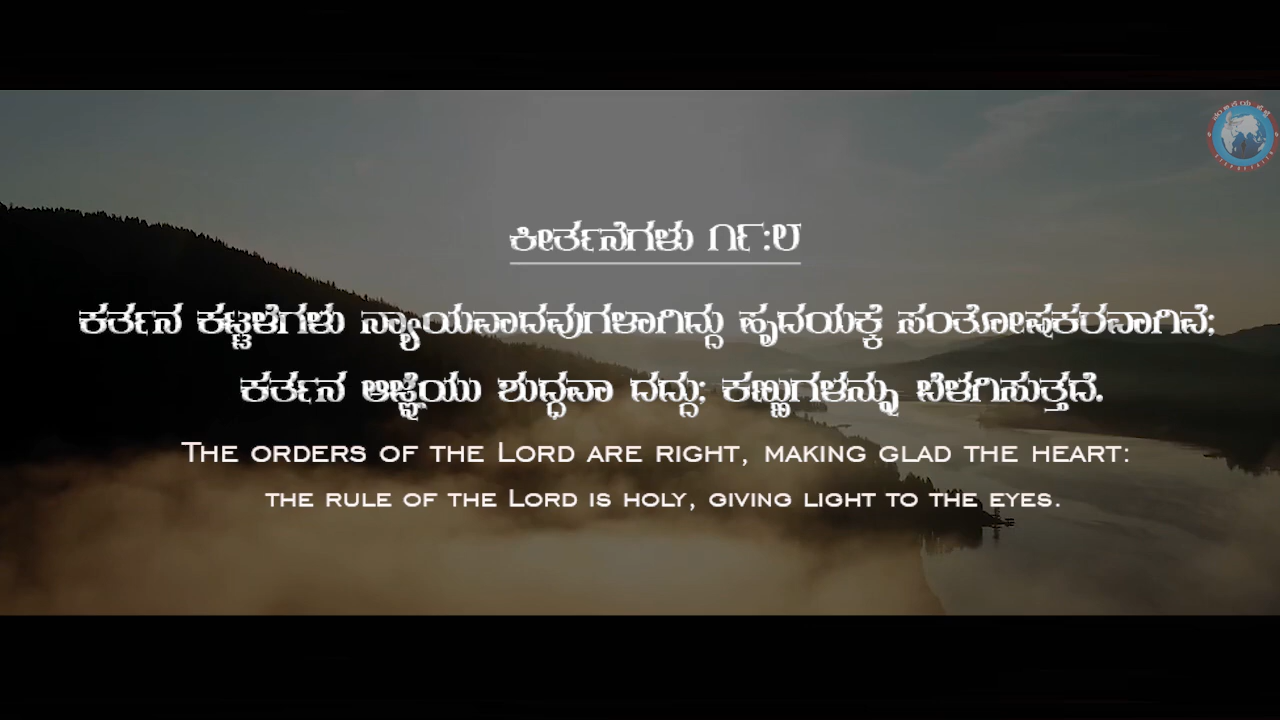 ಕೀರ್ತನೆಗಳು ೧೯:೮
ಕರ್ತನ ಕಟ್ಟಳೆಗಳು ನ್ಯಾಯವಾದವುಗಳಾಗಿದ್ದು ಹೃದಯಕ್ಕೆ ಸಂತೋಷಕರವಾಗಿವೆ;
ಕರ್ತನ ಆಜ್ಞೆಯು ಶುದ್ಧವಾ ದದ್ದು; ಕಣ್ಣುಗಳನ್ನು ಬೆಳಗಿಸುತ್ತದೆ.
The orders of the Lord are right, making glad the heart:
the rule of the Lord is holy, giving light to the eyes.